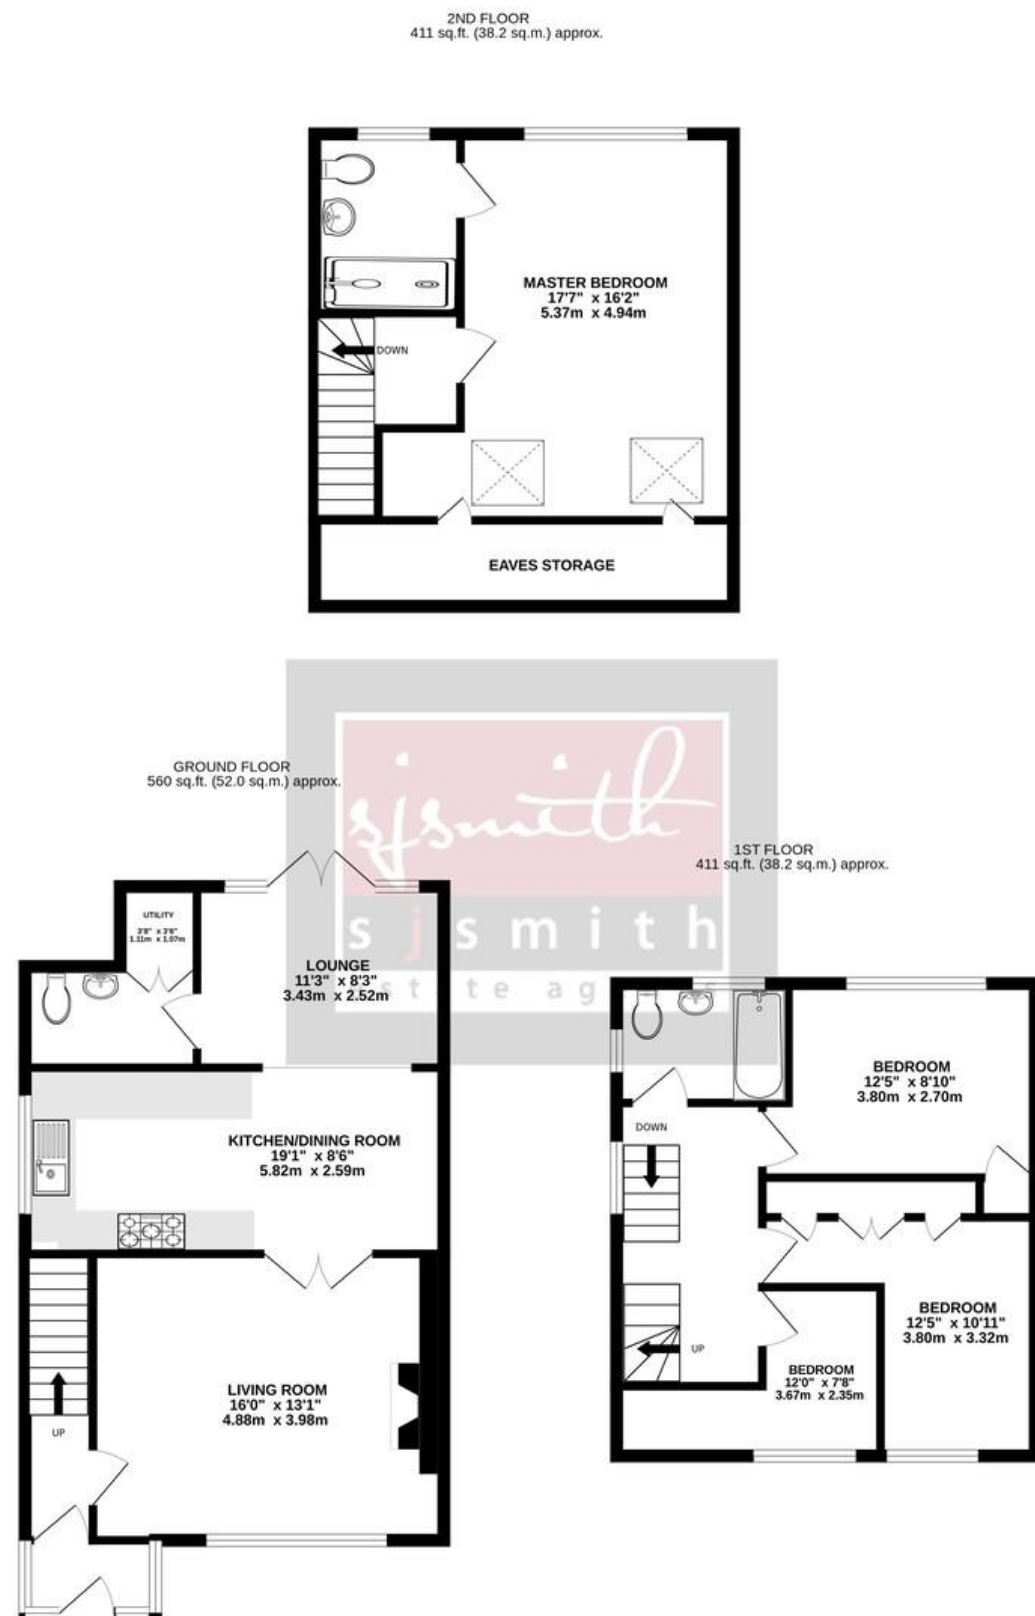 2ND FLOOR
411 sq.ft. (38.2 sq.m.) approx.
MASTER BEDROOM
17'7" x 16'2"
5.37m x 4.94m
DOWN
EAVES STORAGE
GROUND FLOOR
560 sq.ft. (52.0 sq.m.) approx.
sjsmith
sjsmith
1ST FLOOR
411 sq.ft. (38.2 sq.m.) approx.
UTILITY
3'8" x 3'6"
1.11m x 1.07m
LOUNGE
11'3" x 8'3"
3.43m x 2.52m
KITCHEN/DINING ROOM
19'1" x 8'6"
5.82m x 2.59m
LIVING ROOM
16'0" x 13'1"
4.88m x 3.98m
UP
BEDROOM
12'5" x 8'10"
3.80m x 2.70m
DOWN
BEDROOM
12'5" x 10'11"
3.80m x 3.32m
UP
BEDROOM
12'0" x 7'8"
3.67m x 2.35m